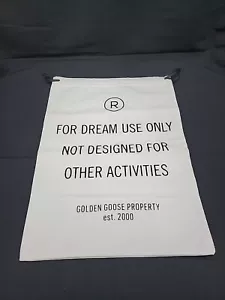 ®
FOR DREAM USE ONLY
NOT DESIGNED FOR
OTHER ACTIVITIES
GOLDEN GOOSE PROPERTY
est. 2000